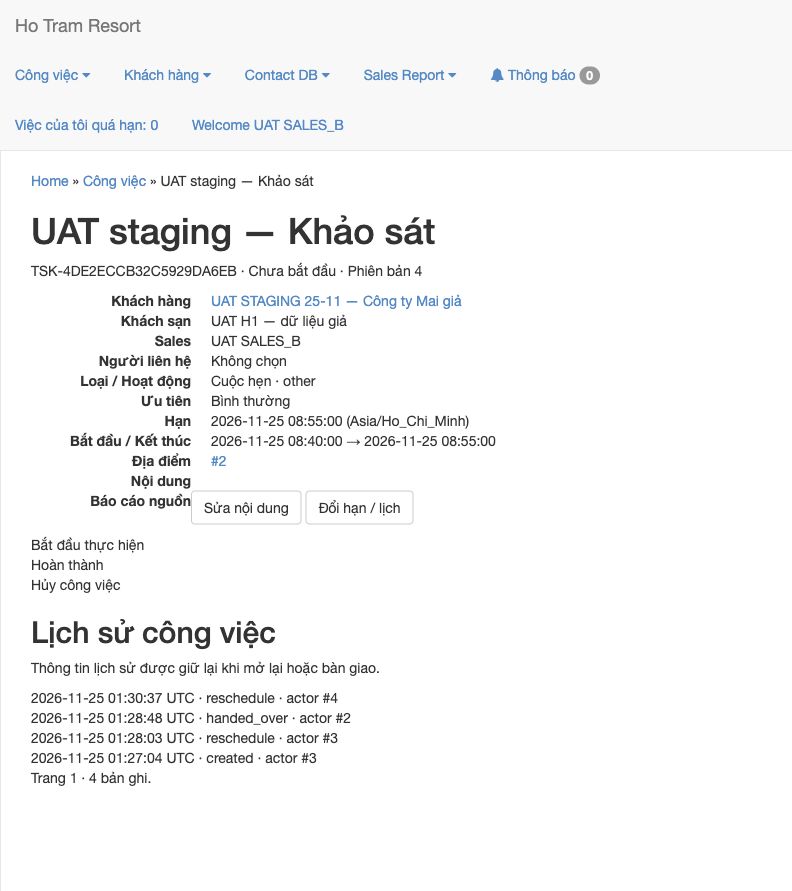 Ho Tram Resort
Công việc Khách hàng Contact DB Sales Report Thông báo 0
Việc của tôi quá hạn: 0 Welcome UAT SALES_B
Home » Công việc » UAT staging — Khảo sát
UAT staging — Khảo sát
TSK-4DE2ECCB32C5929DA6EB · Chưa bắt đầu · Phiên bản 4
Khách hàng UAT STAGING 25-11 — Công ty Mai giả
Khách sạn UAT H1 — dữ liệu giả
Sales UAT SALES_B
Người liên hệ Không chọn
Loại / Hoạt động Cuộc hẹn · other
Ưu tiên Bình thường
Hạn 2026-11-25 08:55:00 (Asia/Ho_Chi_Minh)
Bắt đầu / Kết thúc 2026-11-25 08:40:00 → 2026-11-25 08:55:00
Địa điểm #2
Nội dung
Báo cáo nguồn Sửa nội dung Đổi hạn / lịch
Bắt đầu thực hiện
Hoàn thành
Hủy công việc
Lịch sử công việc
Thông tin lịch sử được giữ lại khi mở lại hoặc bàn giao.
2026-11-25 01:30:37 UTC · reschedule · actor #4
2026-11-25 01:28:48 UTC · handed_over · actor #2
2026-11-25 01:28:03 UTC · reschedule · actor #3
2026-11-25 01:27:04 UTC · created · actor #3
Trang 1 · 4 bản ghi.